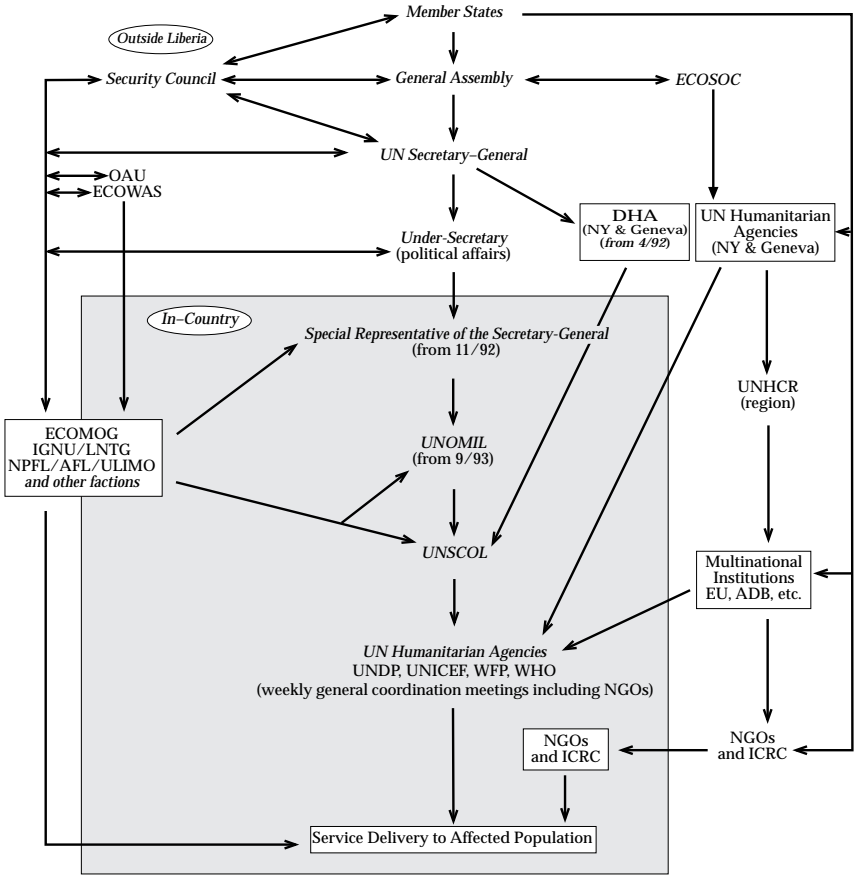 Member States
Outside Liberia
Security Council
General Assembly
ECOSOC
UN Secretary–General
OAU
ECOWAS
DHA
(NY & Geneva)
(from 4/92)
UN Humanitarian
Agencies
(NY & Geneva)
Under-Secretary
(political affairs)
In–Country
Special Representative of the Secretary-General
(from 11/92)
UNHCR
(region)
ECOMOG
IGNU/LNTG
NPFL/AFL/ULIMO
and other factions
UNOMIL
(from 9/93)
UNSCOL
Multinational
Institutions
EU, ADB, etc.
UN Humanitarian Agencies
UNDP, UNICEF, WFP, WHO
(weekly general coordination meetings including NGOs)
NGOs
and ICRC
NGOs
and ICRC
Service Delivery to Affected Population